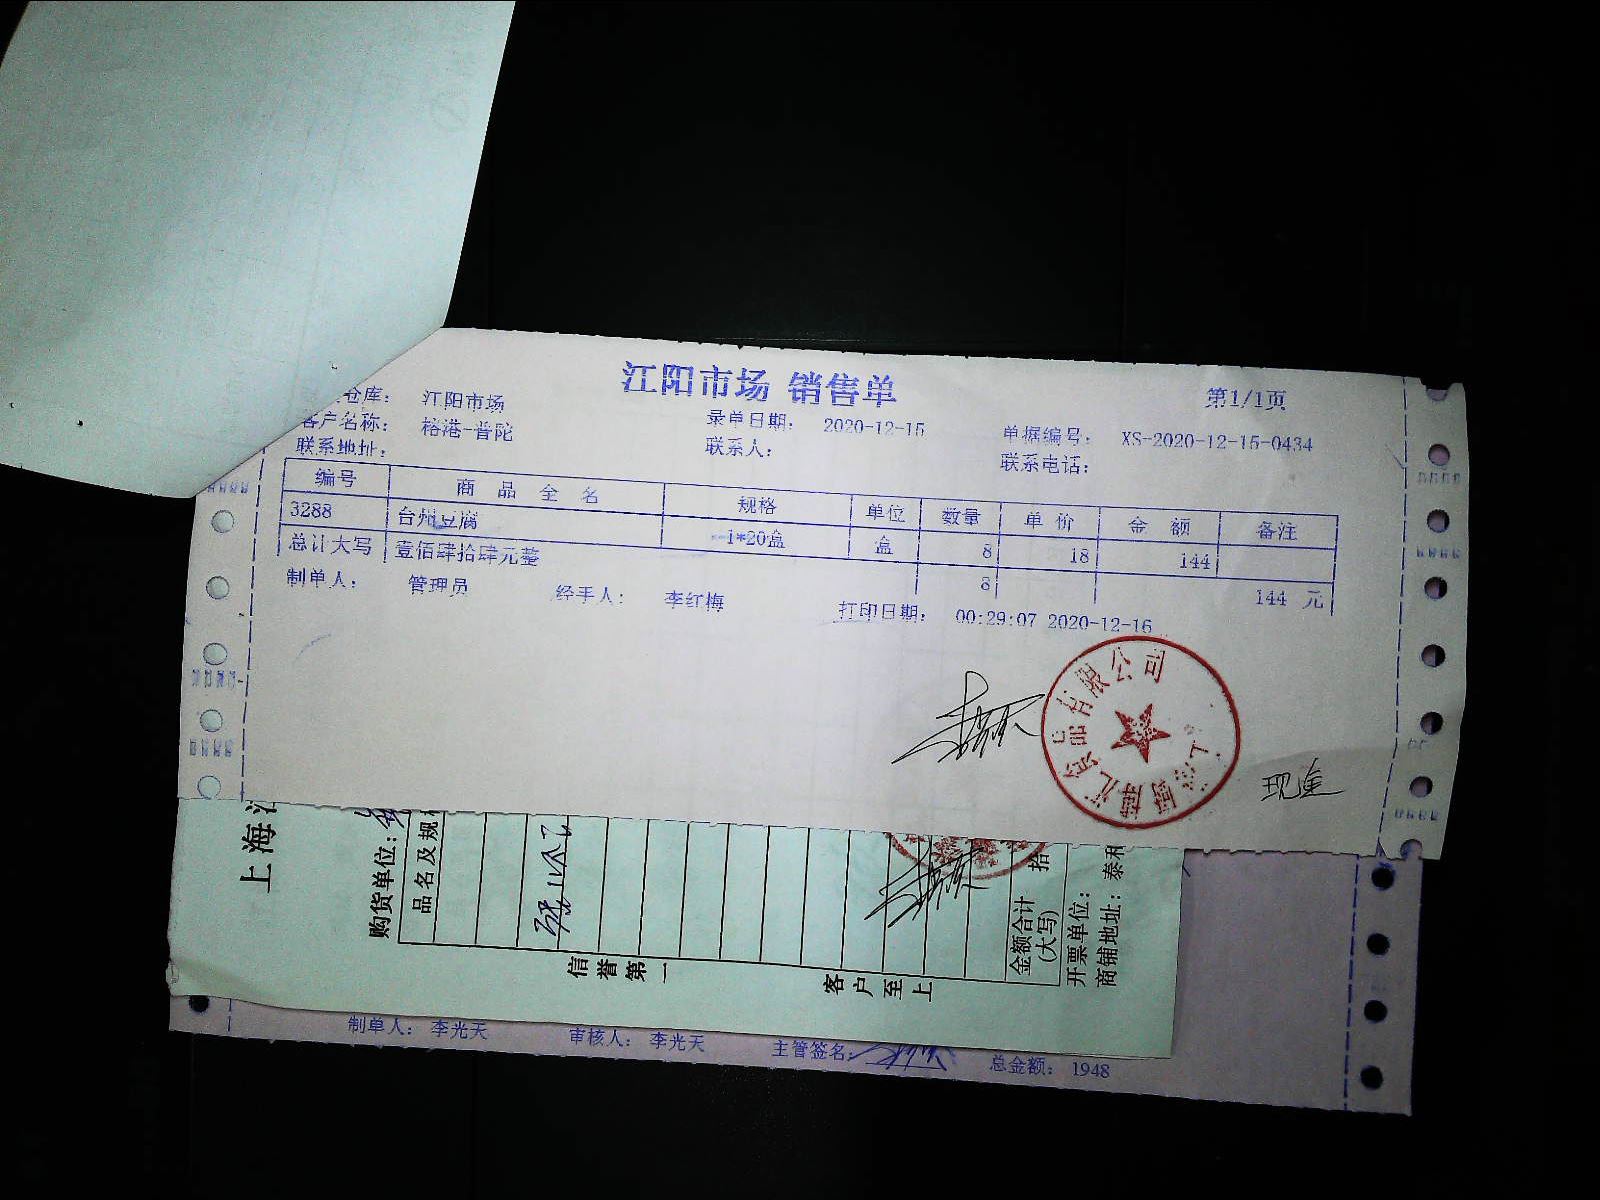 江阳市场 销售单
第1/1页
仓库： 江阳市场
客户名称： 裕港-普陀
录单日期： 2020-12-15
单据编号： XS-2020-12-15-0434
联系地址：
联系人：
联系电话：
编号 商品全名 规格 单位 数量 单价 金额 备注
3288 台州豆腐 1*20盒 盒 8 18 144
总计大写 壹佰肆拾肆元整 8 144 元
制单人： 管理员 经手人： 李红梅 打印日期： 00:29:07 2020-12-16
有限公司
现金
上海
购货单位：
品名及规
信誉第一
客户至上
金额合计
(大写)
拾
开票单位：
商铺地址： 泰和
制单人： 李光天 审核人： 李光天 主管签名： 总金额： 1948